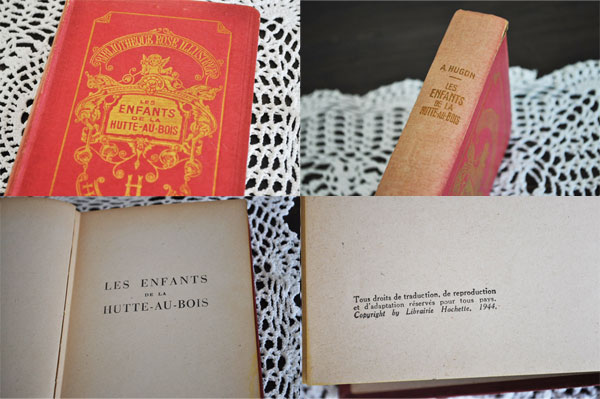 BIBLIOTHEQUE ROSE ILLUSTRÉE
LES
ENFANTS
DE LA
HUTTE-AU-BOIS
H
A. HUGON
LES
ENFANTS
DE LA
HUTTE-AU-BOIS
LES ENFANTS
DE LA
HUTTE-AU-BOIS
Tous droits de traduction, de reproduction
et d'adaptation réservés pour tous pays.
Copyright by Librairie Hachette, 1944.